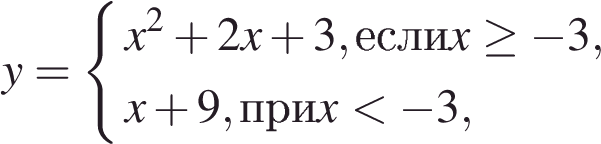 y = { x² + 2x + 3, еслиx ≥ −3,
x + 9, приx < −3,